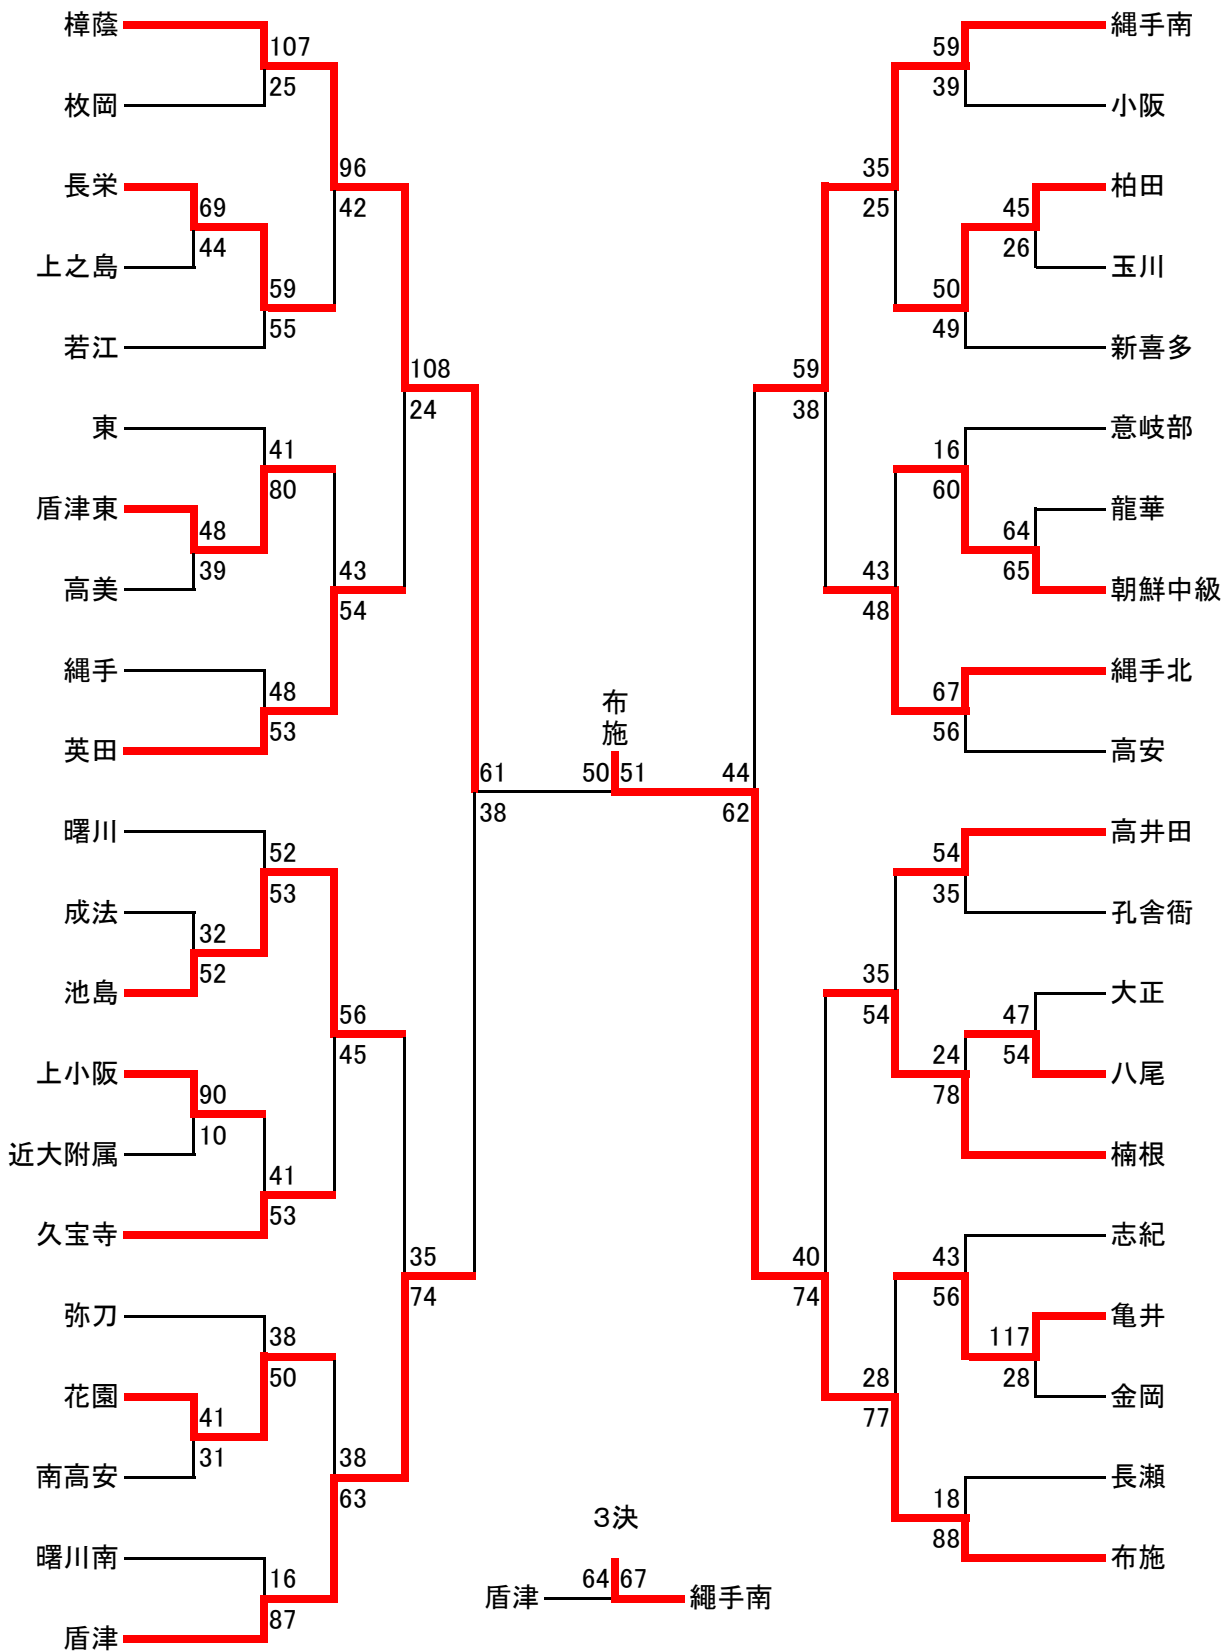 樟蔭
107
25
枚岡
96
42
長栄
69
44
上之島
59
55
若江
108
24
東
41
80
盾津東
48
39
高美
43
54
縄手
48
53
英田
61
38
曙川
52
53
成法
32
52
池島
56
45
上小阪
90
10
近大附属
41
53
久宝寺
35
74
弥刀
38
50
花園
41
31
南高安
38
63
曙川南
16
87
盾津
布施
50 51
44
62
縄手南
59
39
小阪
35
25
柏田
45
26
玉川
50
49
新喜多
59
38
意岐部
16
60
龍華
64
65
朝鮮中級
43
48
縄手北
67
56
高安
高井田
54
35
孔舎衙
35
54
大正
47
54
八尾
24
78
楠根
40
74
志紀
43
56
亀井
117
28
金岡
28
77
長瀬
18
88
布施
3決
盾津 64 67 繩手南